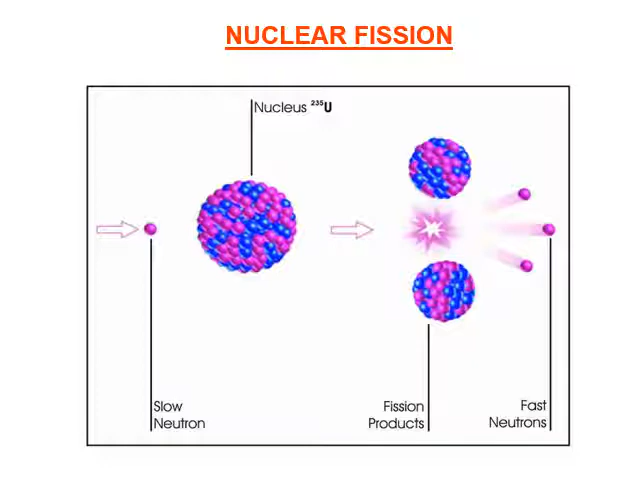 NUCLEAR FISSION
Nucleus ²³⁵U
Slow
Neutron
Fission
Products
Fast
Neutrons